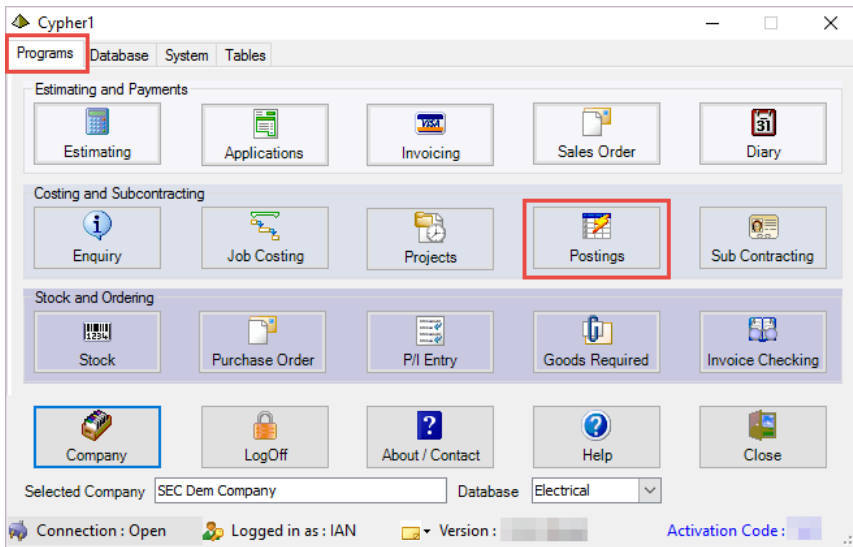 Cypher1
Programs Database System Tables
Estimating and Payments
VISA 31
Estimating Applications Invoicing Sales Order Diary
Costing and Subcontracting
Enquiry Job Costing Projects Postings Sub Contracting
Stock and Ordering
1234
Stock Purchase Order P/I Entry Goods Required Invoice Checking
Company LogOff About / Contact Help Close
Selected Company SEC Dem Company Database Electrical
Connection : Open Logged in as : IAN Version : Activation Code :